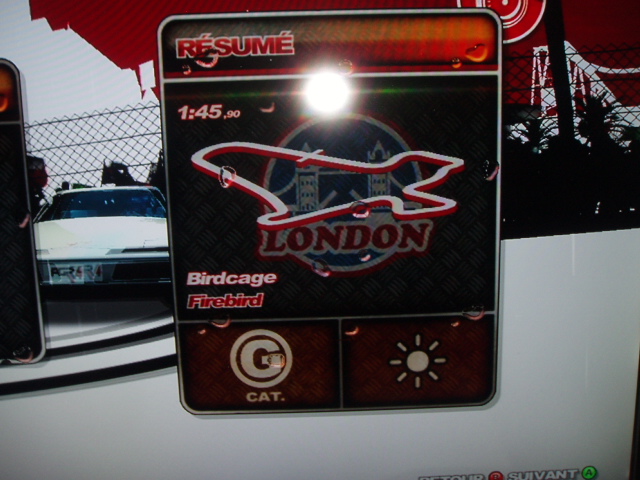 RÉSUMÉ
1:45,90
LONDON
Birdcage
Firebird
G
CAT.
RETOUR B SUIVANT A